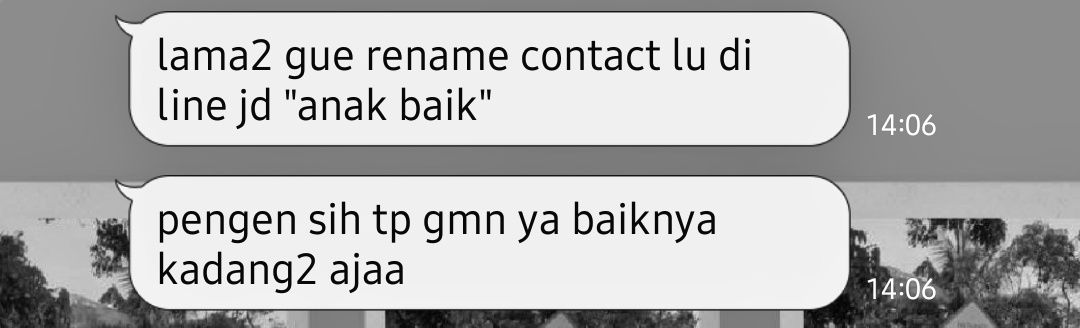 lama2 gue rename contact lu di
line jd "anak baik"
14:06
pengen sih tp gmn ya baiknya
kadang2 ajaa
14:06